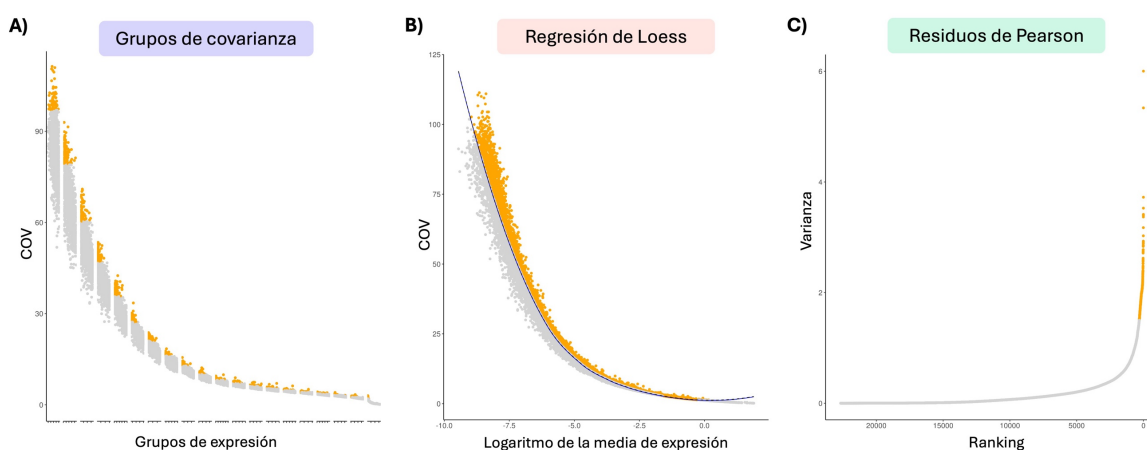 A)
Grupos de covarianza
COV
90
60
30
0
Grupos de expresión
B)
Regresión de Loess
COV
125
100
75
50
25
0
-10.0
-7.5
-5.0
-2.5
0.0
Logaritmo de la media de expresión
C)
Residuos de Pearson
Varianza
6
4
2
0
20000
15000
10000
5000
0
Ranking